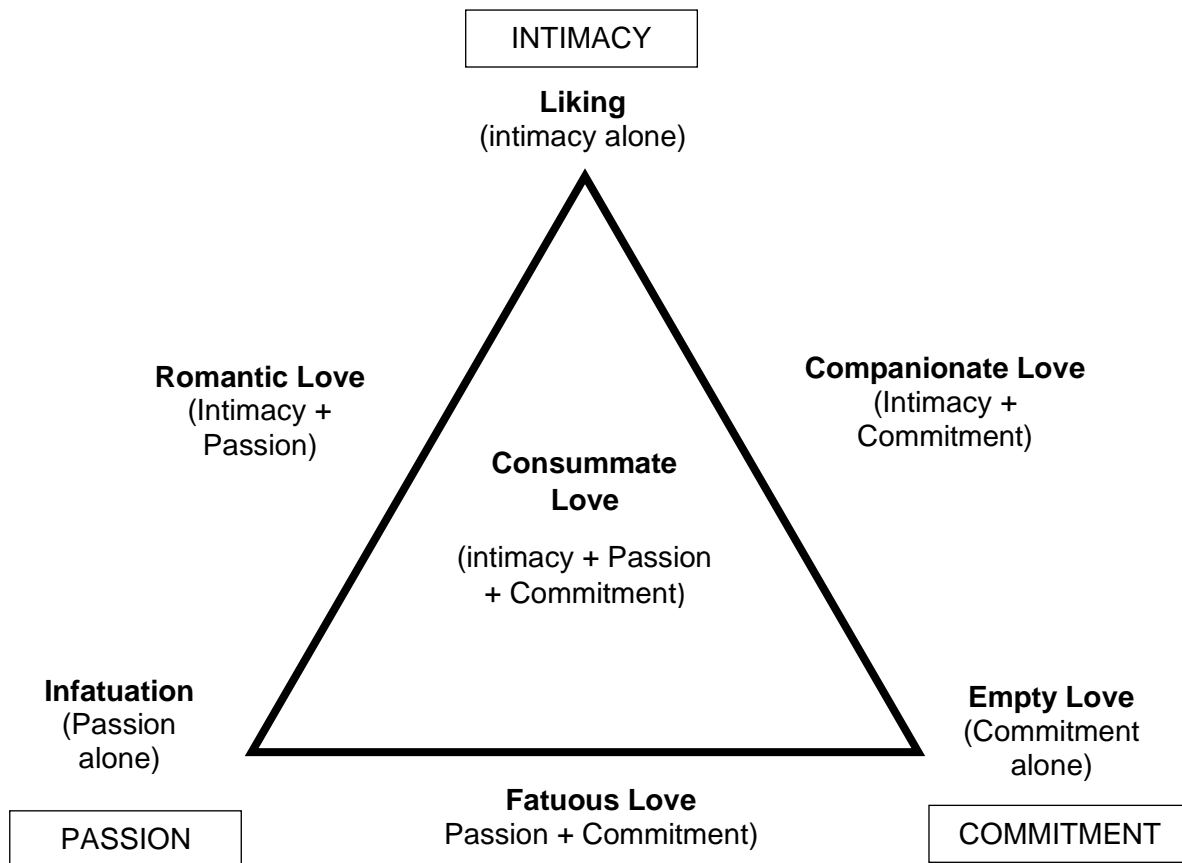 INTIMACY
Liking
(intimacy alone)
Romantic Love
(Intimacy +
Passion)
Companionate Love
(Intimacy +
Commitment)
Consummate
Love
(intimacy + Passion
+ Commitment)
Infatuation
(Passion
alone)
Empty Love
(Commitment
alone)
Fatuous Love
Passion + Commitment)
PASSION
COMMITMENT